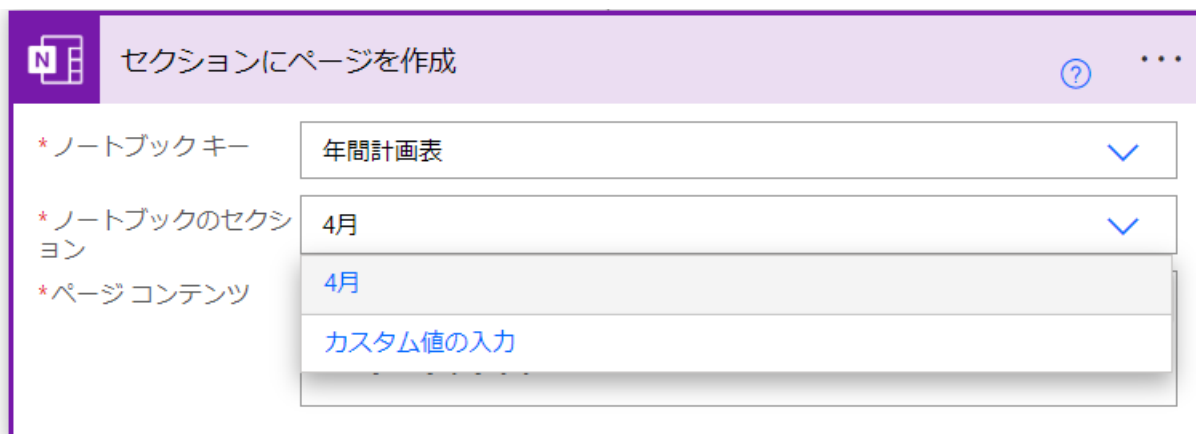 N
セクションにページを作成
?
...
*ノートブック キー
年間計画表
*ノートブックのセクシ
ョン
4月
*ページ コンテンツ
4月
カスタム値の入力